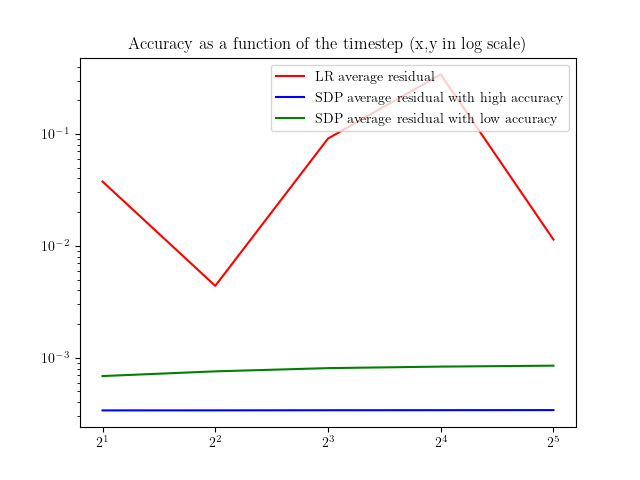 Accuracy as a function of the timestep (x,y in log scale)
LR average residual
SDP average residual with high accuracy
SDP average residual with low accuracy
10⁻¹
10⁻²
10⁻³
2¹ 2² 2³ 2⁴ 2⁵